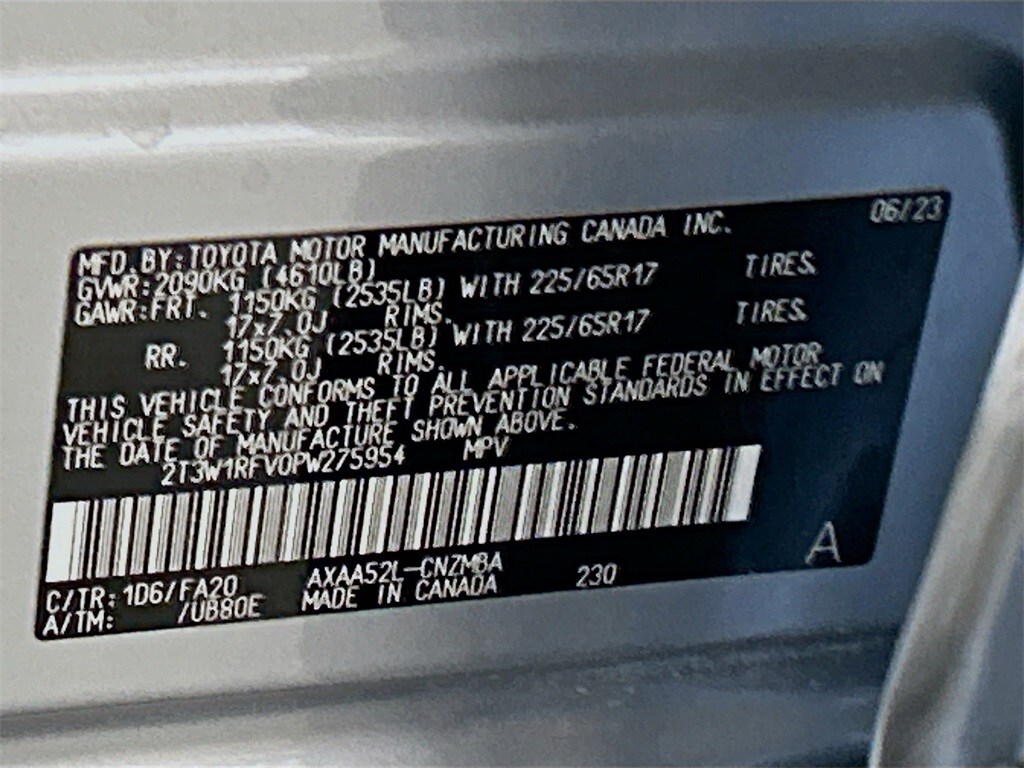 06/23
MFD. BY: TOYOTA MOTOR MANUFACTURING CANADA INC.
GVWR: 2090KG (4610LB)
GAWR: FRT. 1150KG (2535LB) WITH 225/65R17 TIRES
17x7.0J RIMS.
RR. 1150KG (2535LB) WITH 225/65R17 TIRES
17x7.0J RIMS.
THIS VEHICLE CONFORMS TO ALL APPLICABLE FEDERAL MOTOR
VEHICLE SAFETY AND THEFT PREVENTION STANDARDS IN EFFECT ON
THE DATE OF MANUFACTURE SHOWN ABOVE.
2T3W1RFV0PW275954 MPV
A
C/TR: 1D6/FA20 AXAA52L-CNZMBA 230
A/TM: /UB80E MADE IN CANADA